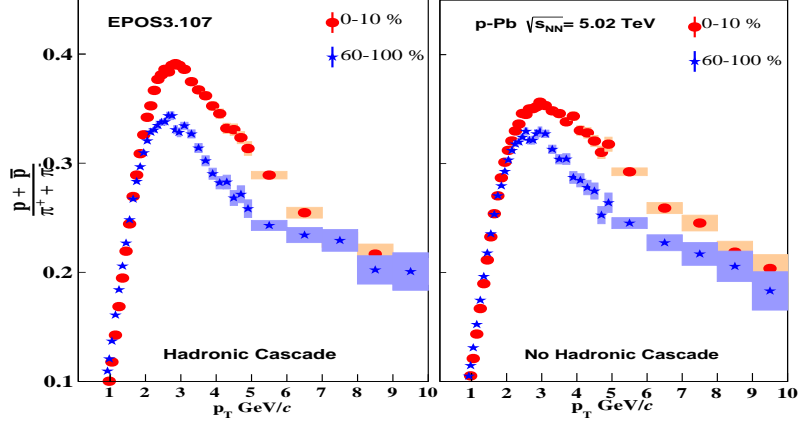 EPOS3.107
0-10 %
60-100 %
p-Pb √sNN = 5.02 TeV
0-10 %
60-100 %
0.4
0.3
0.2
0.1
p + p̅
π⁺ + π⁻
Hadronic Cascade
No Hadronic Cascade
1 2 3 4 5 6 7 8 9 10
1 2 3 4 5 6 7 8 9 10
pT GeV/c
pT GeV/c